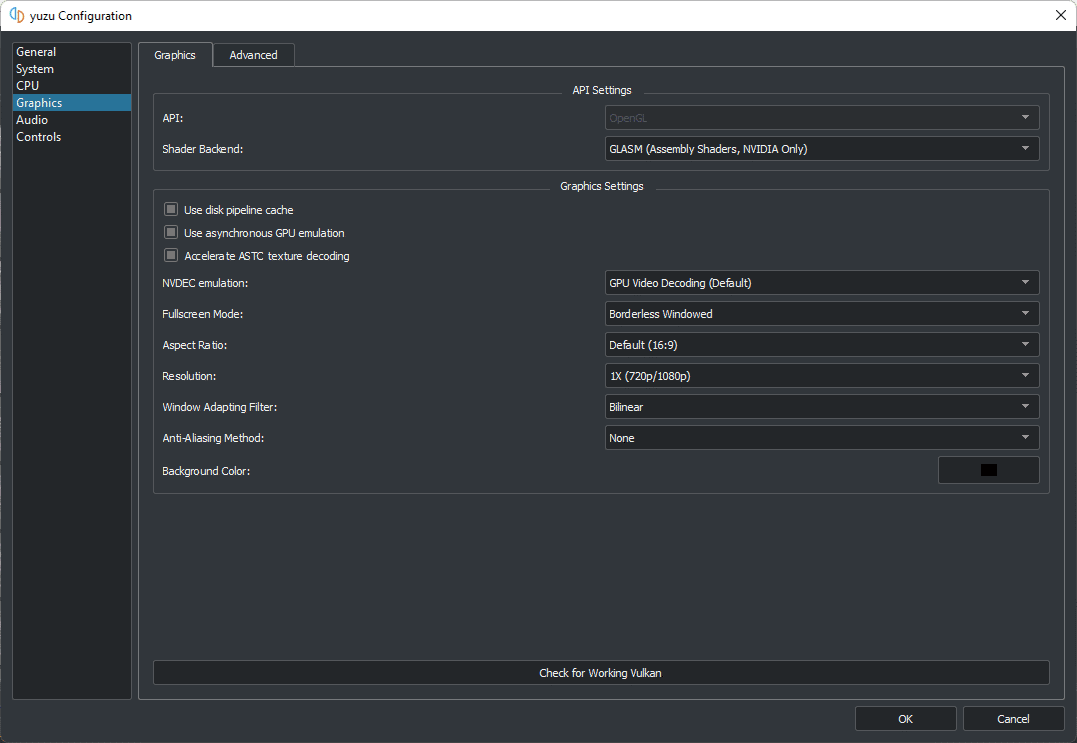 yuzu Configuration
General
System
CPU
Graphics
Audio
Controls
Graphics
Advanced
API Settings
API:
OpenGL
Shader Backend:
GLASM (Assembly Shaders, NVIDIA Only)
Graphics Settings
Use disk pipeline cache
Use asynchronous GPU emulation
Accelerate ASTC texture decoding
NVDEC emulation:
GPU Video Decoding (Default)
Fullscreen Mode:
Borderless Windowed
Aspect Ratio:
Default (16:9)
Resolution:
1X (720p/1080p)
Window Adapting Filter:
Bilinear
Anti-Aliasing Method:
None
Background Color:
Check for Working Vulkan
OK
Cancel